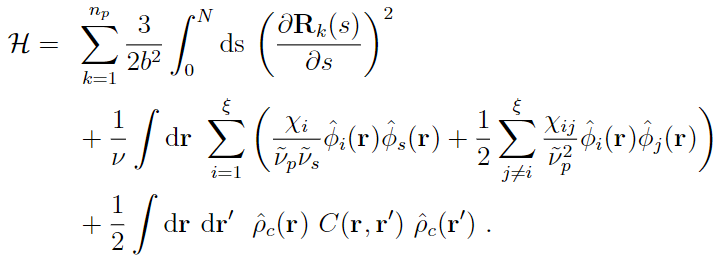 $\mathcal{H} = \sum_{k=1}^{n_p} \frac{3}{2b^2} \int_0^N \mathrm{ds} \left( \frac{\partial \mathbf{R}_k(s)}{\partial s} \right)^2$
$+ \frac{1}{\nu} \int \mathrm{d}\mathbf{r} \ \sum_{i=1}^{\xi} \left( \frac{\chi_i}{\tilde{\nu}_p \tilde{\nu}_s} \hat{\phi}_i(\mathbf{r}) \hat{\phi}_s(\mathbf{r}) + \frac{1}{2} \sum_{j \neq i}^{\xi} \frac{\chi_{ij}}{\tilde{\nu}_p^2} \hat{\phi}_i(\mathbf{r}) \hat{\phi}_j(\mathbf{r}) \right)$
$+ \frac{1}{2} \int \mathrm{d}\mathbf{r} \ \mathrm{d}\mathbf{r}' \ \hat{\rho}_c(\mathbf{r}) \ C(\mathbf{r}, \mathbf{r}') \ \hat{\rho}_c(\mathbf{r}') \ .$